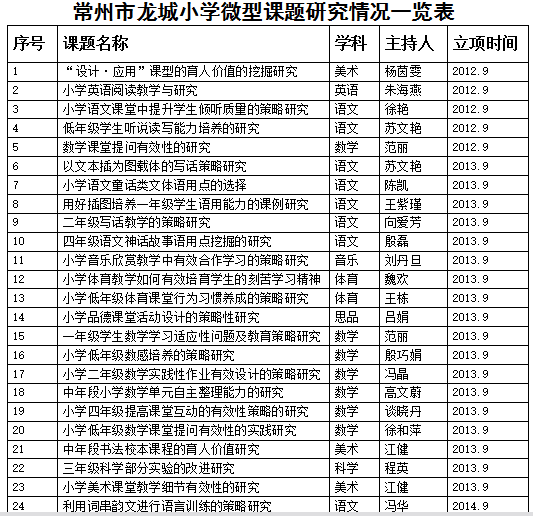 常州市龙城小学微型课题研究情况一览表
序号 课题名称 学科 主持人 立项时间
1 “设计·应用”课型的育人价值的挖掘研究 美术 杨茵雯 2012.9
2 小学英语阅读教学与研究 英语 朱海燕 2012.9
3 小学语文课堂中提升学生倾听质量的策略研究 语文 徐艳 2012.9
4 低年级学生听说读写能力培养的研究 语文 苏文艳 2012.9
5 数学课堂提问有效性的研究 数学 范丽 2012.9
6 以文本插为图载体的写话策略研究 语文 苏文艳 2013.9
7 小学语文童话类文体语用点的选择 语文 陈凯 2013.9
8 用好插图培养一年级学生语用能力的课例研究 语文 王紫瑾 2013.9
9 二年级写话教学的策略研究 语文 向爱芳 2013.9
10 四年级语文神话故事语用点挖掘的研究 语文 殷磊 2013.9
11 小学音乐欣赏教学中有效合作学习的策略研究 音乐 刘丹旦 2013.9
12 小学体育教学如何有效培育学生的刻苦学习精神 体育 魏欢 2013.9
13 小学低年级体育课堂行为习惯养成的策略研究 体育 王栋 2013.9
14 小学品德课堂活动设计的策略性研究 思品 吕娟 2013.9
15 一年级学生数学学习适应性问题及教育策略研究 数学 范丽 2013.9
16 小学低年级数感培养的策略研究 数学 殷巧娟 2013.9
17 小学二年级数学实践性作业有效设计的策略研究 数学 冯晶 2013.9
18 中年段小学数学单元自主整理能力的研究 数学 高文蔚 2013.9
19 小学四年级提高课堂互动的有效性策略的研究 数学 谈晓丹 2013.9
20 小学低年级数学课堂提问有效性的实践研究 数学 徐和萍 2013.9
21 中年段书法校本课程的育人价值研究 美术 江健 2013.9
22 三年级科学部分实验的改进研究 科学 程英 2013.9
23 小学美术课堂教学细节有效性的研究 美术 江健 2013.9
24 利用词串韵文进行语言训练的策略研究 语文 冯华 2014.9